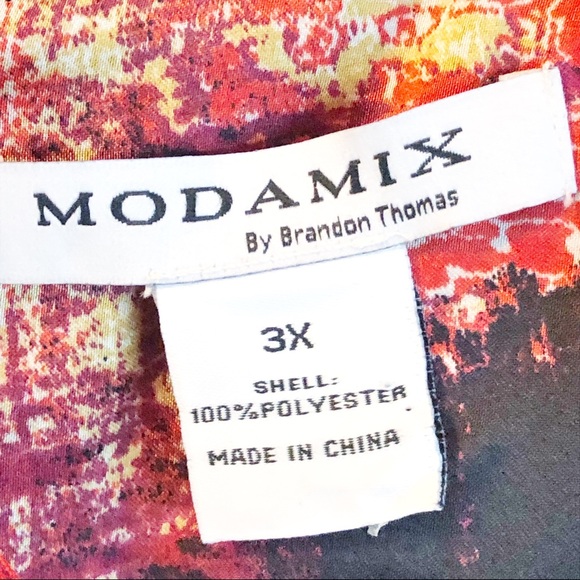 MODAMIX
By Brandon Thomas
3X
SHELL:
100%POLYESTER
MADE IN CHINA